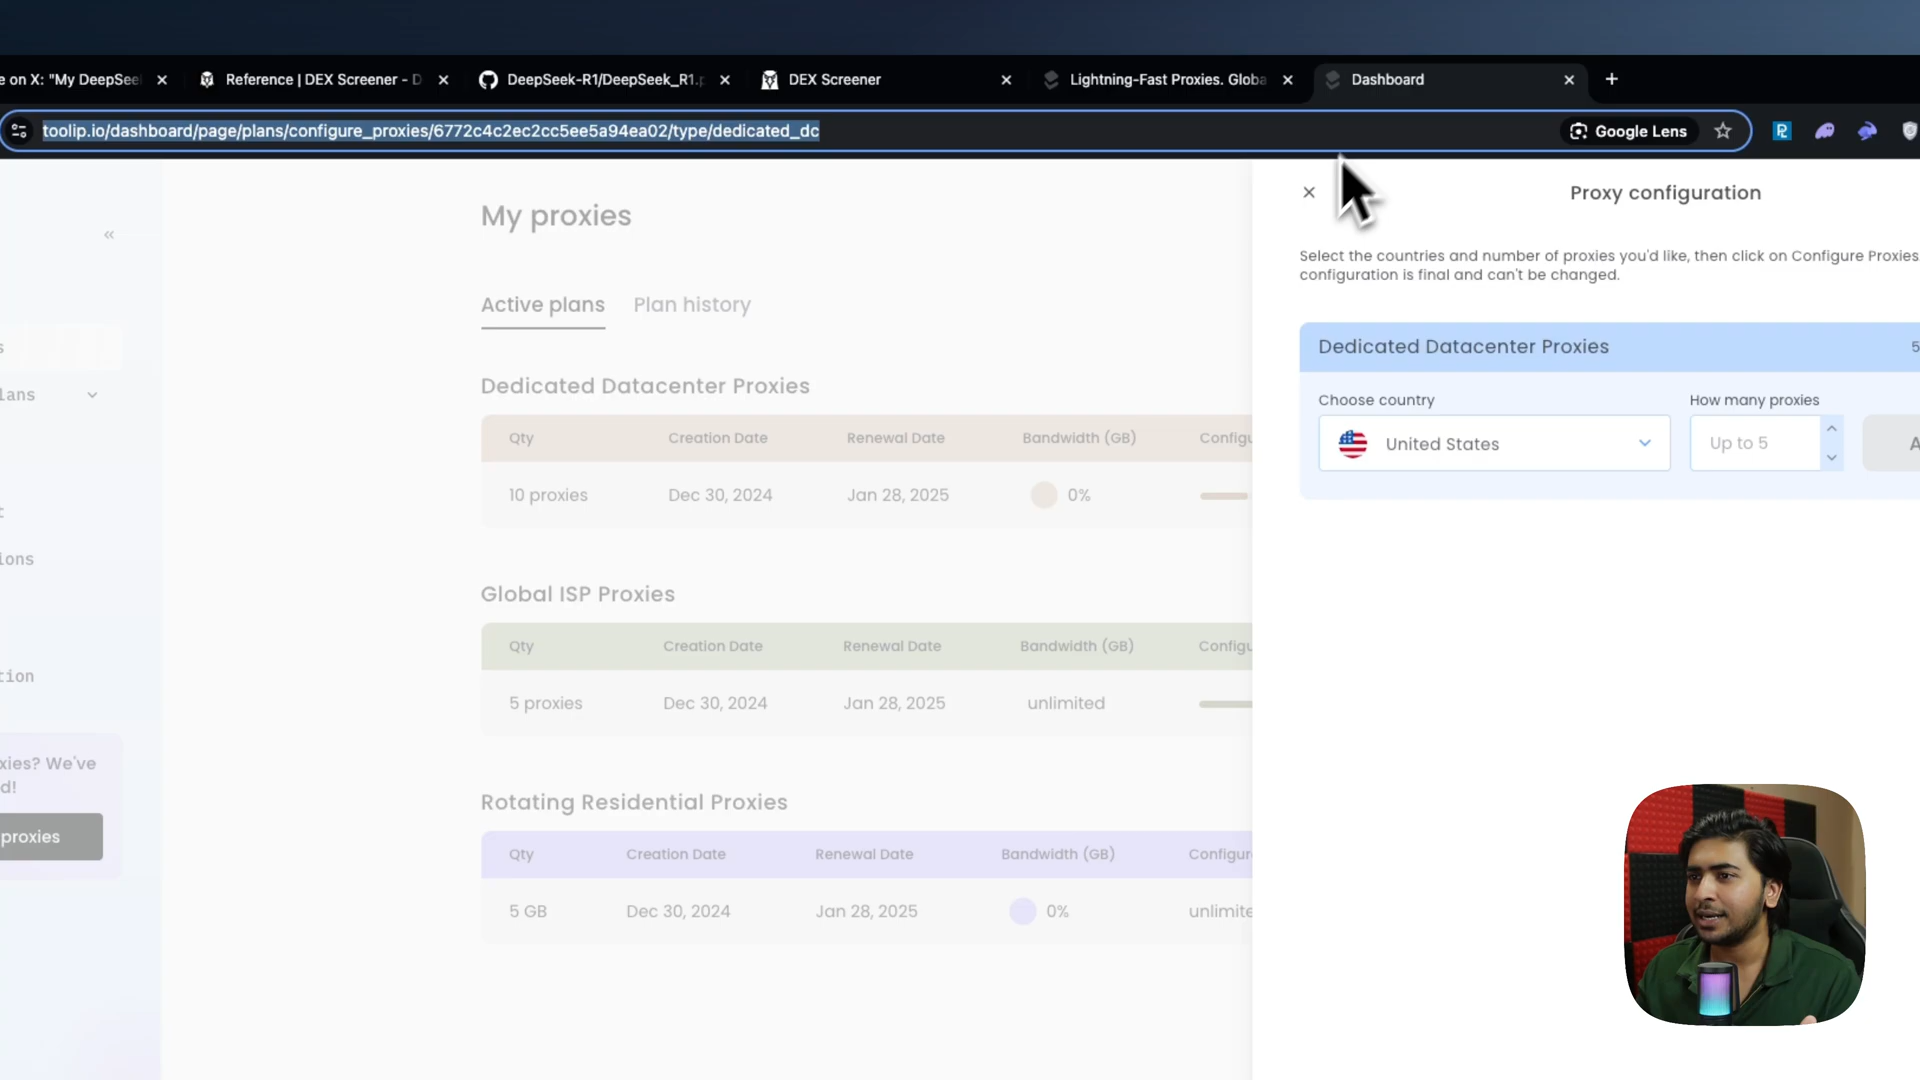 e on X: "My DeepSee
Reference | DEX Screener - D
DeepSeek-R1/DeepSeek_R1.p
DEX Screener
Lightning-Fast Proxies. Globa
Dashboard
toolip.io/dashboard/page/plans/configure_proxies/6772c4c2ec2cc5ee5a94ea02/type/dedicated_dc
Google Lens
s
lans
t
ions
tion
xies? We've
d!
proxies
My proxies
Active plans
Plan history
Dedicated Datacenter Proxies
Qty Creation Date Renewal Date Bandwidth (GB) Configu
10 proxies Dec 30, 2024 Jan 28, 2025 0%
Global ISP Proxies
Qty Creation Date Renewal Date Bandwidth (GB) Configu
5 proxies Dec 30, 2024 Jan 28, 2025 unlimited
Rotating Residential Proxies
Qty Creation Date Renewal Date Bandwidth (GB) Configur
5 GB Dec 30, 2024 Jan 28, 2025 0% unlimite
Proxy configuration
Select the countries and number of proxies you'd like, then click on Configure Proxies
configuration is final and can't be changed.
Dedicated Datacenter Proxies 5
Choose country
How many proxies
United States
Up to 5
A